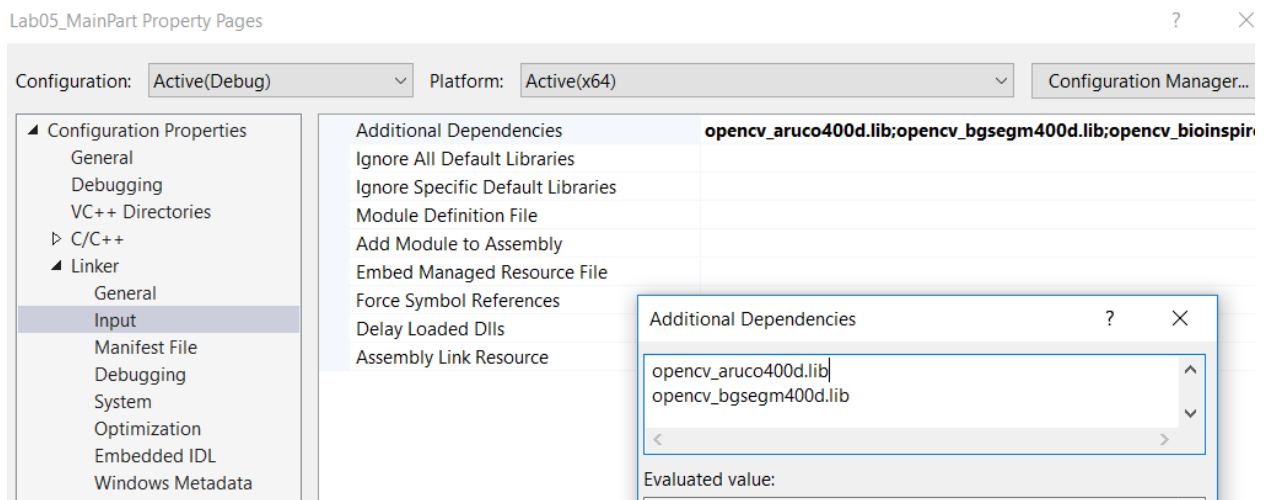 Lab05_MainPart Property Pages ?
Configuration: Active(Debug) Platform: Active(x64) Configuration Manager...
Configuration Properties
General
Debugging
VC++ Directories
C/C++
Linker
General
Input
Manifest File
Debugging
System
Optimization
Embedded IDL
Windows Metadata
Additional Dependencies opencv_aruco400d.lib;opencv_bgsegm400d.lib;opencv_bioinspir
Ignore All Default Libraries
Ignore Specific Default Libraries
Module Definition File
Add Module to Assembly
Embed Managed Resource File
Force Symbol References
Delay Loaded Dlls
Assembly Link Resource
Additional Dependencies ?
opencv_aruco400d.lib
opencv_bgsegm400d.lib
Evaluated value: